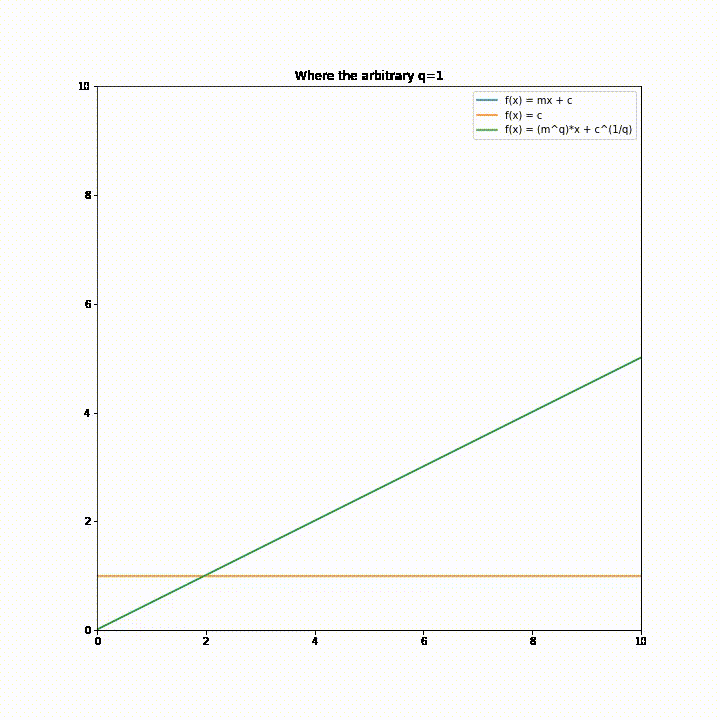 Where the arbitrary q=1
f(x) = mx + c
f(x) = c
f(x) = (m^q)*x + c^(1/q)
10
8
6
4
2
0
0 2 4 6 8 10